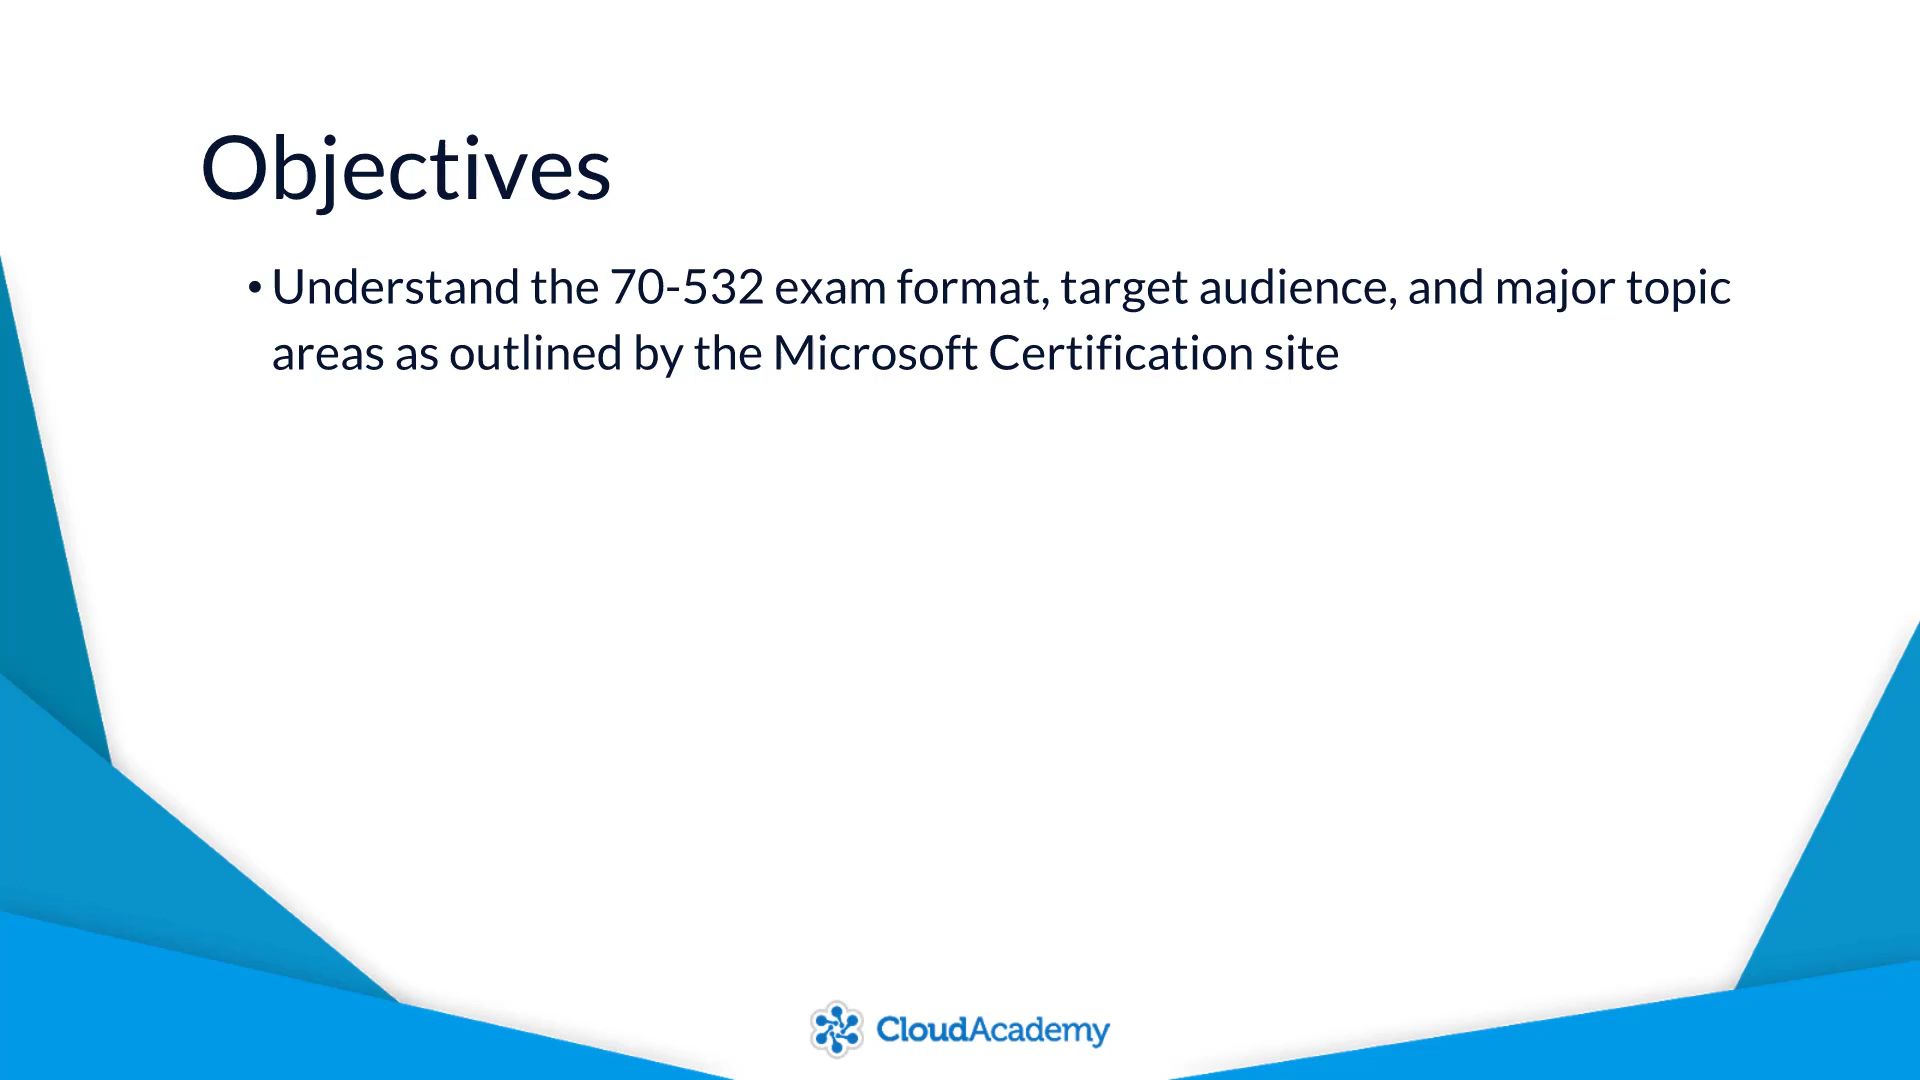 Objectives
• Understand the 70-532 exam format, target audience, and major topic
areas as outlined by the Microsoft Certification site
CloudAcademy